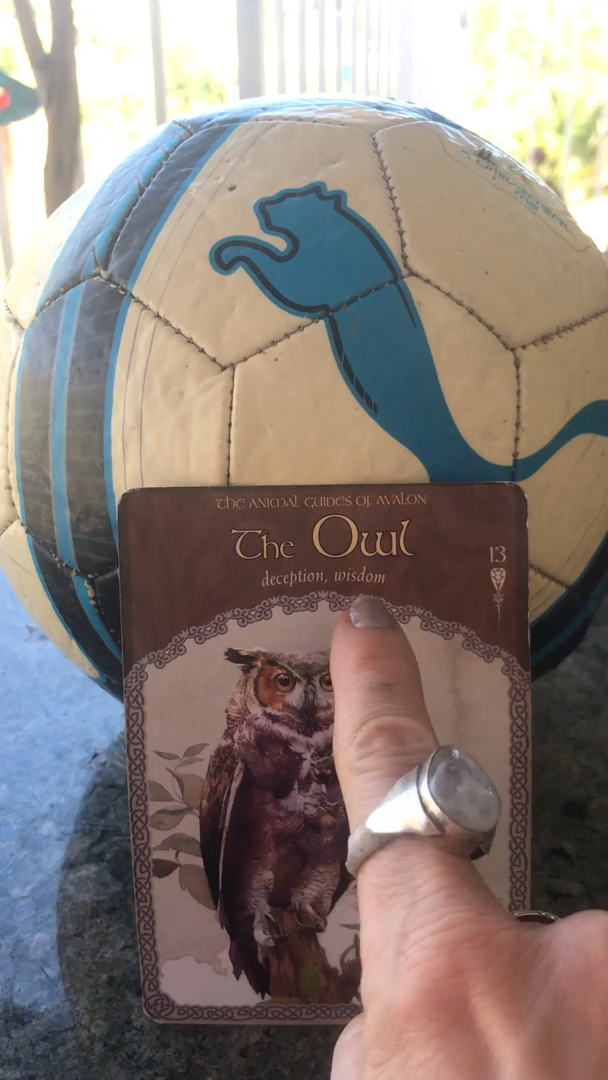 THE ANIMAL GUIDES OF AVALON
The Owl
13
deception, wisdom